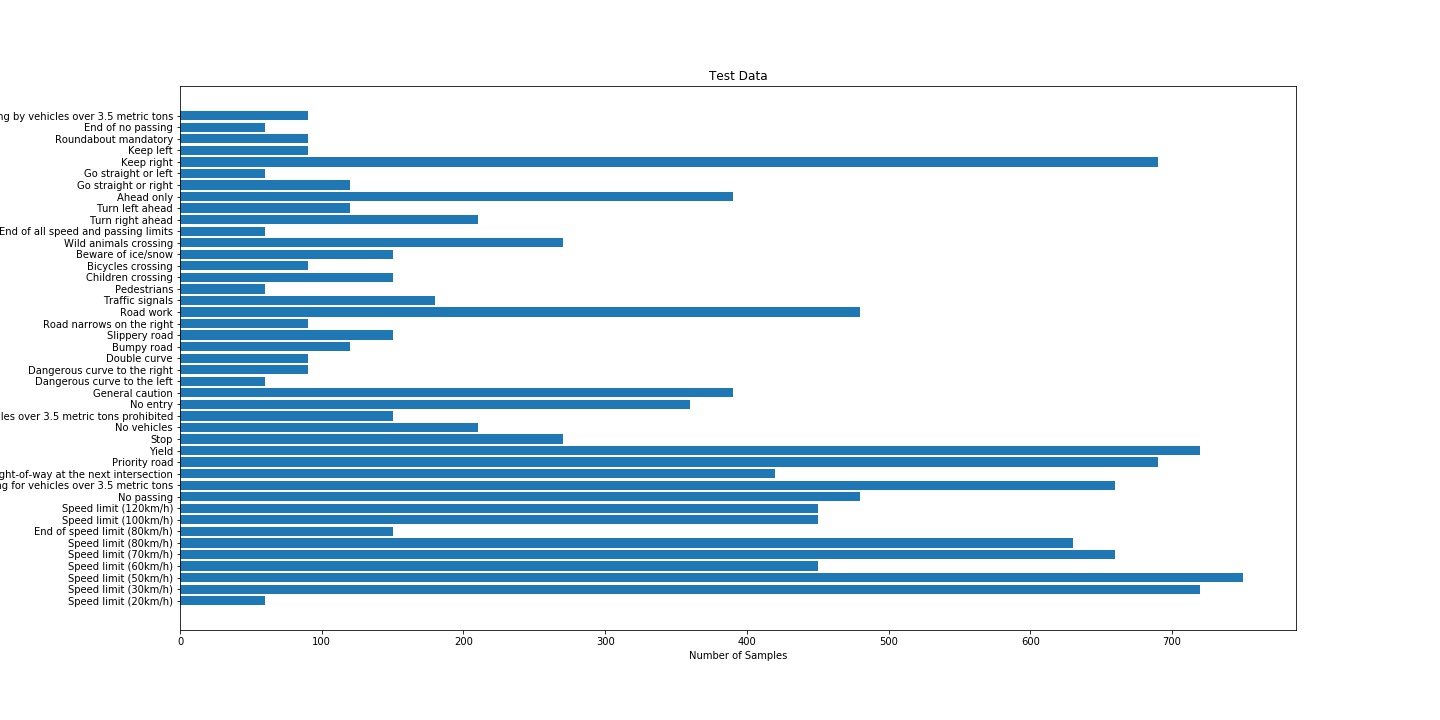 Test Data
by vehicles over 3.5 metric tons
End of no passing
Roundabout mandatory
Keep left
Keep right
Go straight or left
Go straight or right
Ahead only
Turn left ahead
Turn right ahead
End of all speed and passing limits
Wild animals crossing
Beware of ice/snow
Bicycles crossing
Children crossing
Pedestrians
Traffic signals
Road work
Road narrows on the right
Slippery road
Bumpy road
Double curve
Dangerous curve to the right
Dangerous curve to the left
General caution
No entry
over 3.5 metric tons prohibited
No vehicles
Stop
Yield
Priority road
at the next intersection
for vehicles over 3.5 metric tons
No passing
Speed limit (120km/h)
Speed limit (100km/h)
End of speed limit (80km/h)
Speed limit (80km/h)
Speed limit (70km/h)
Speed limit (60km/h)
Speed limit (50km/h)
Speed limit (30km/h)
Speed limit (20km/h)
0 100 200 300 400 500 600 700
Number of Samples